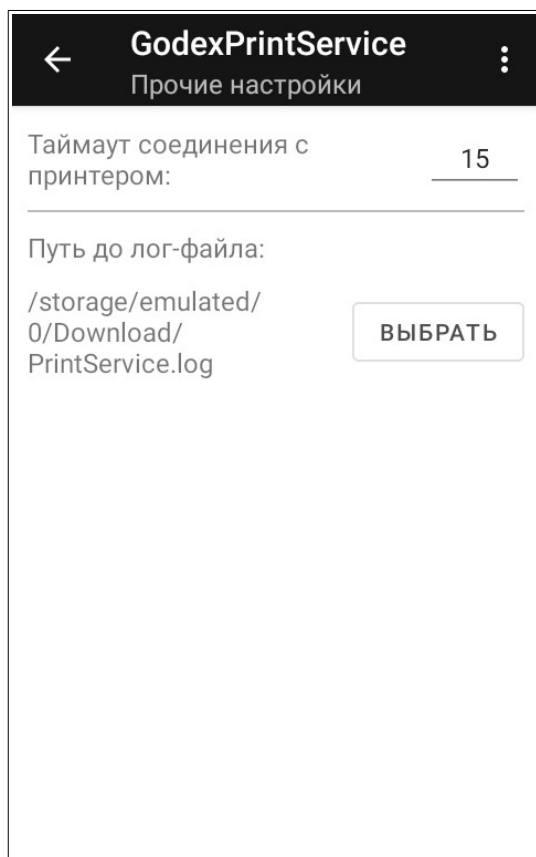 GodexPrintService
Прочие настройки
Таймаут соединения с
принтером:
15
Путь до лог-файла:
/storage/emulated/
0/Download/
PrintService.log
ВЫБРАТЬ